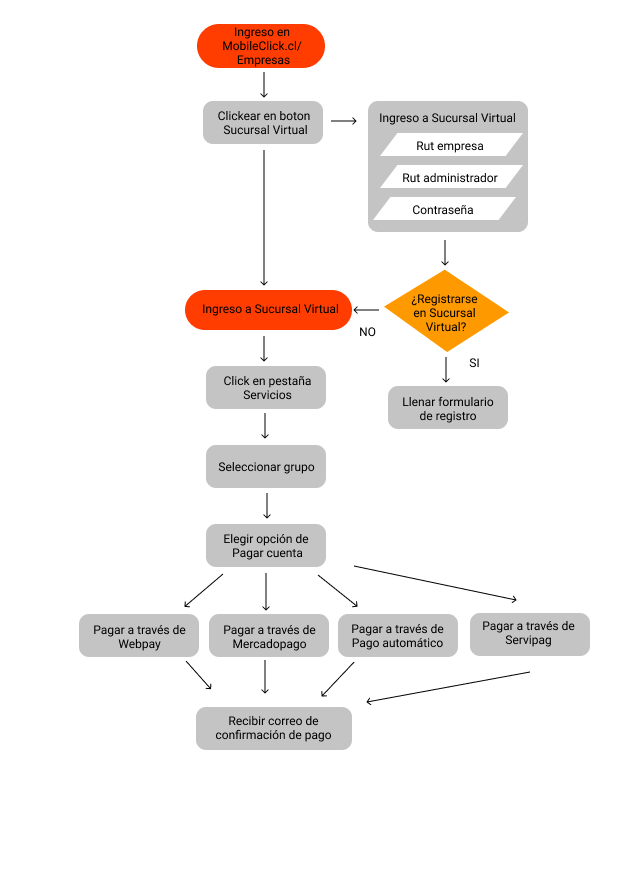 Ingreso en
MobileClick.cl/
Empresas
Clickear en boton
Sucursal Virtual
Ingreso a Sucursal Virtual
Rut empresa
Rut administrador
Contraseña
¿Registrarse
en Sucursal
Virtual?
Ingreso a Sucursal Virtual
NO
SI
Click en pestaña
Servicios
Llenar formulario
de registro
Seleccionar grupo
Elegir opción de
Pagar cuenta
Pagar a través de
Webpay
Pagar a través de
Mercadopago
Pagar a través de
Pago automático
Pagar a través de
Servipag
Recibir correo de
confirmación de pago